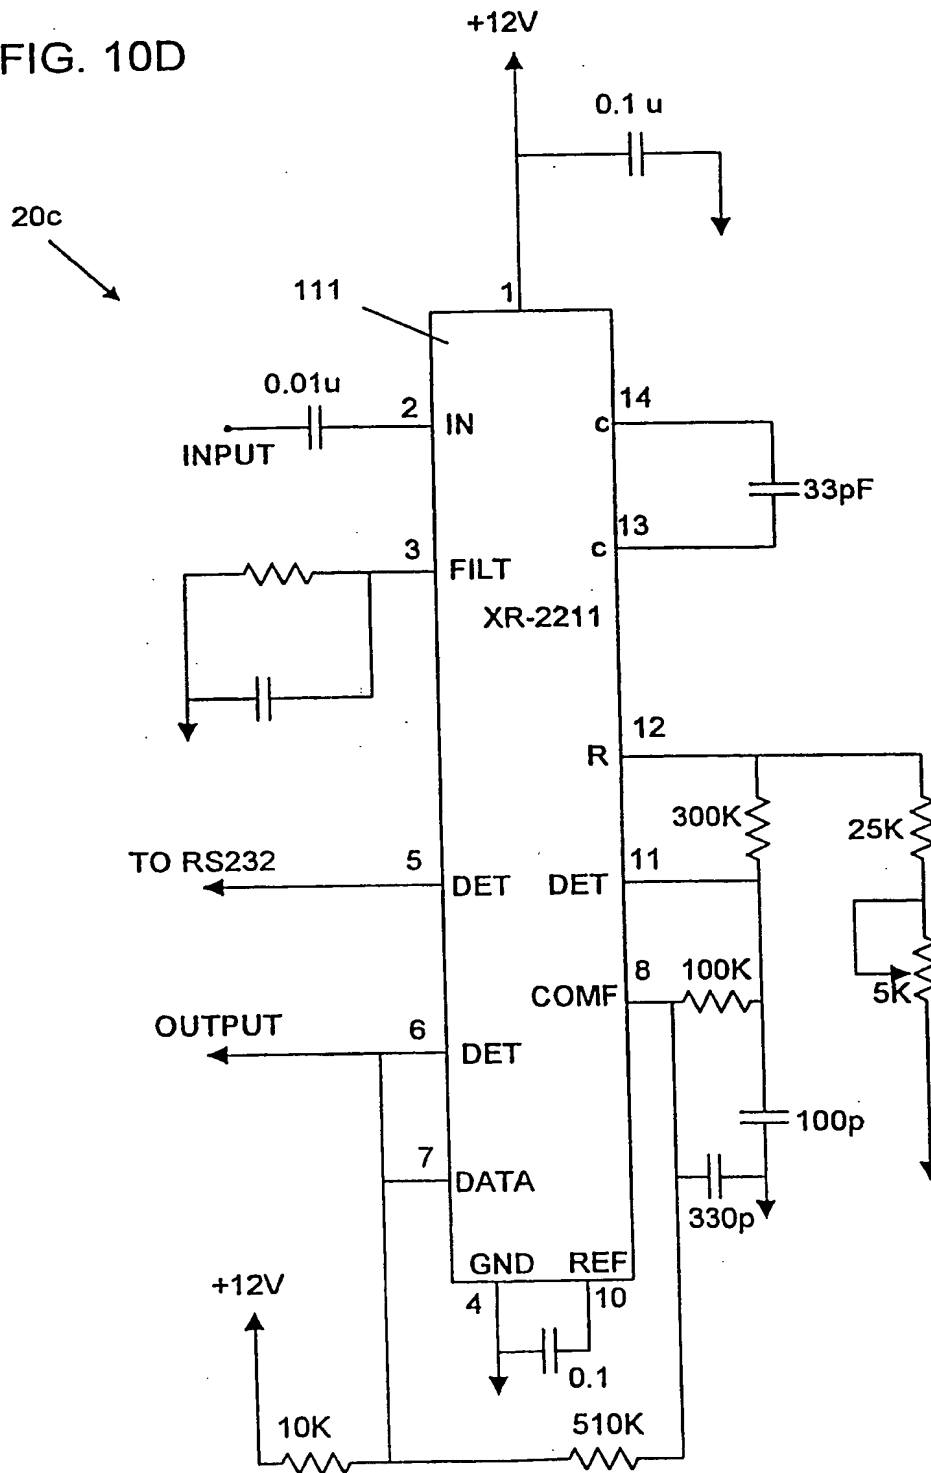 +12V
FIG. 10D
0.1 u
20c
111
1
0.01u
2
IN
14
c
INPUT
33pF
13
c
3
FILT
XR-2211
12
R
300K
25K
TO RS232
5
DET
DET
11
8
100K
COMF
5K
OUTPUT
6
DET
100p
7
DATA
330p
GND
REF
+12V
4
10
0.1
10K
510K